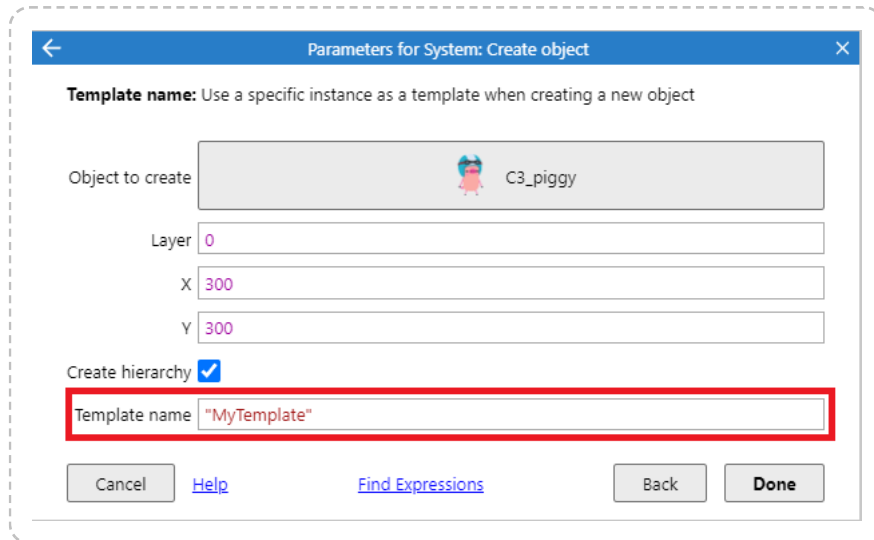 Parameters for System: Create object
Template name: Use a specific instance as a template when creating a new object
Object to create C3_piggy
Layer 0
X 300
Y 300
Create hierarchy
Template name "MyTemplate"
Cancel Help Find Expressions Back Done